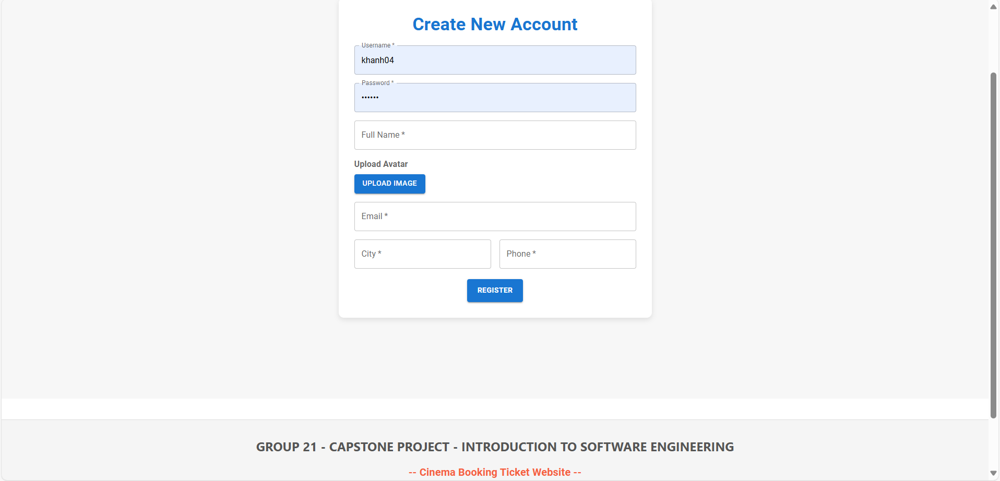 Create New Account
Username *
khanh04
Password *
••••••
Full Name *
Upload Avatar
UPLOAD IMAGE
Email *
City *
Phone *
REGISTER
GROUP 21 - CAPSTONE PROJECT - INTRODUCTION TO SOFTWARE ENGINEERING
-- Cinema Booking Ticket Website --